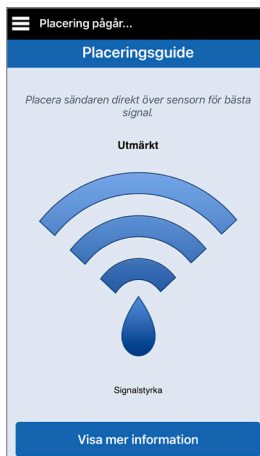 Placering pågår...
Placeringsguide
Placera sändaren direkt över sensorn för bästa
signal.
Utmärkt
Signalstyrka
Visa mer information